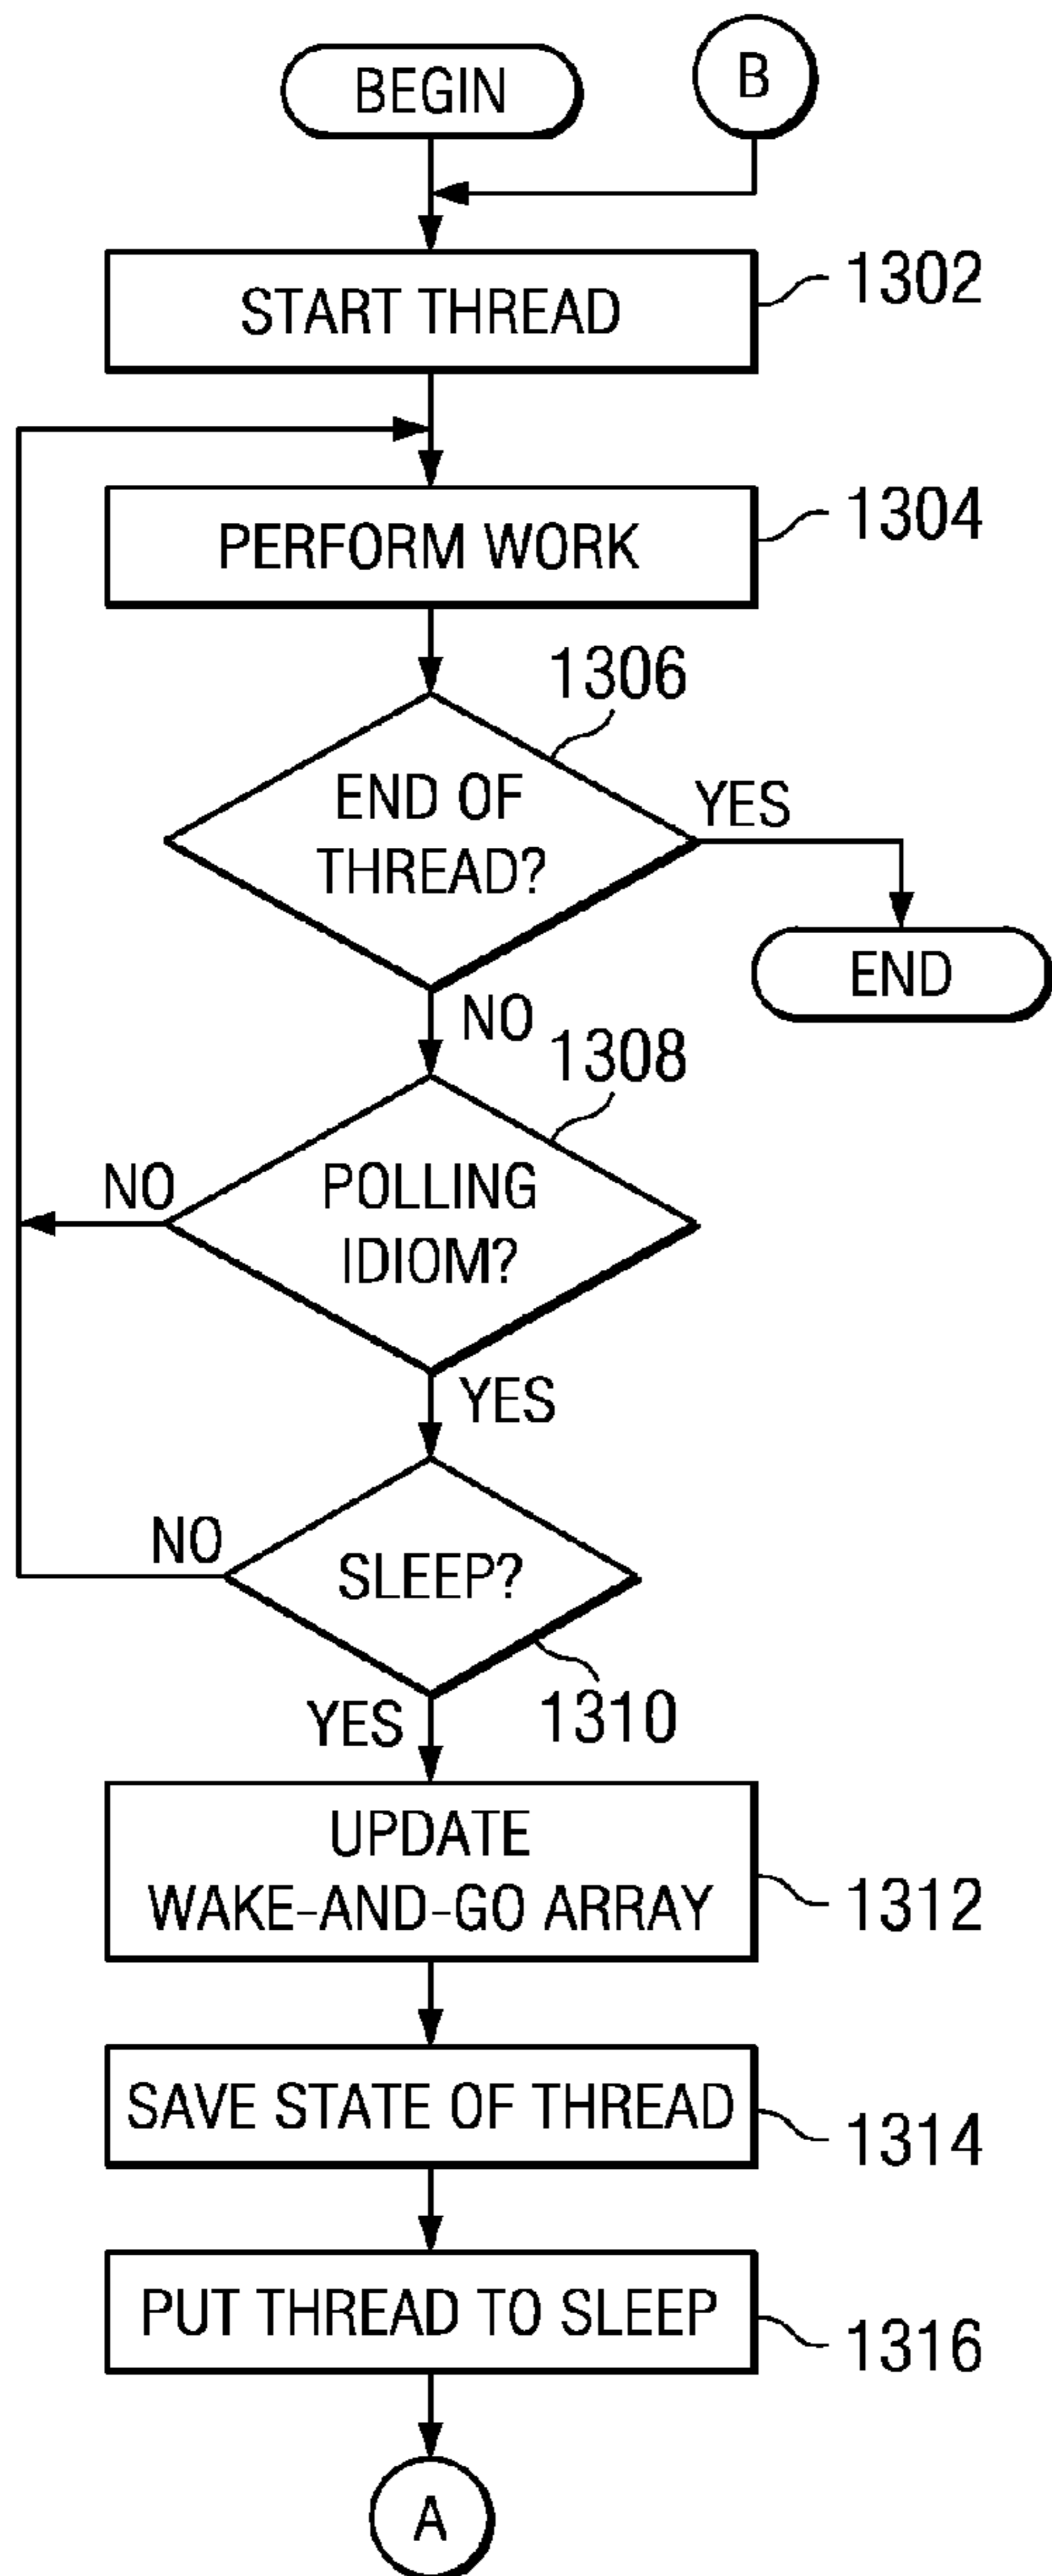 BEGIN
B
START THREAD
1302
PERFORM WORK
1304
1306
END OF
THREAD?
YES
END
NO
1308
POLLING
IDIOM?
NO
YES
SLEEP?
NO
1310
YES
UPDATE
WAKE-AND-GO ARRAY
1312
SAVE STATE OF THREAD
1314
PUT THREAD TO SLEEP
1316
A